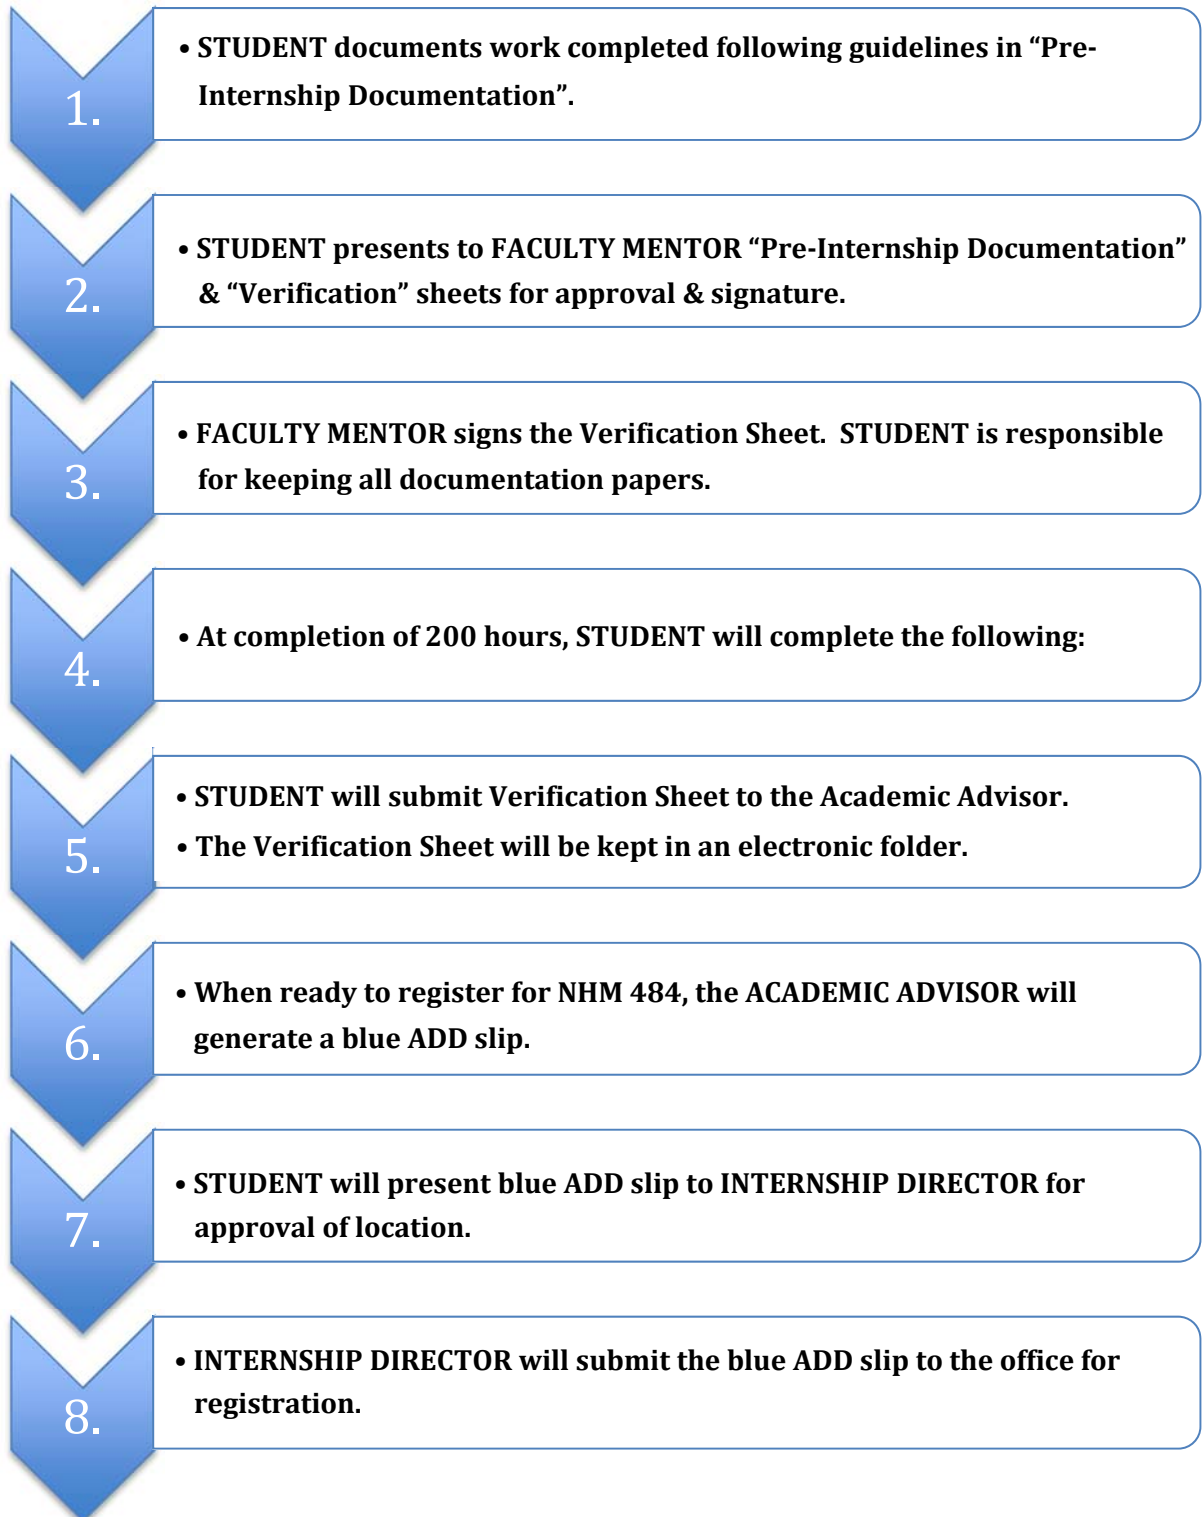 1.
• STUDENT documents work completed following guidelines in “Pre-
Internship Documentation”.
2.
• STUDENT presents to FACULTY MENTOR “Pre-Internship Documentation”
& “Verification” sheets for approval & signature.
3.
• FACULTY MENTOR signs the Verification Sheet.  STUDENT is responsible
for keeping all documentation papers.
4.
• At completion of 200 hours, STUDENT will complete the following:
5.
• STUDENT will submit Verification Sheet to the Academic Advisor.
• The Verification Sheet will be kept in an electronic folder.
6.
• When ready to register for NHM 484, the ACADEMIC ADVISOR will
generate a blue ADD slip.
7.
• STUDENT will present blue ADD slip to INTERNSHIP DIRECTOR for
approval of location.
8.
• INTERNSHIP DIRECTOR will submit the blue ADD slip to the office for
registration.